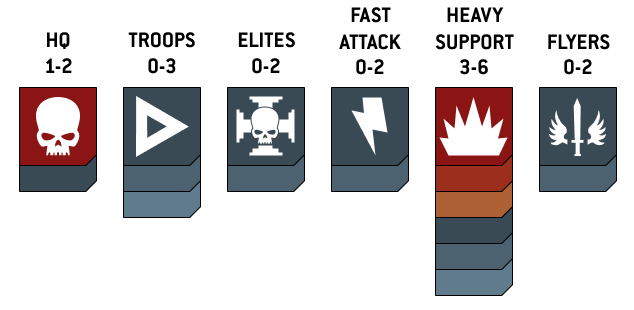 HQ
1-2
TROOPS
0-3
ELITES
0-2
FAST
ATTACK
0-2
HEAVY
SUPPORT
3-6
FLYERS
0-2